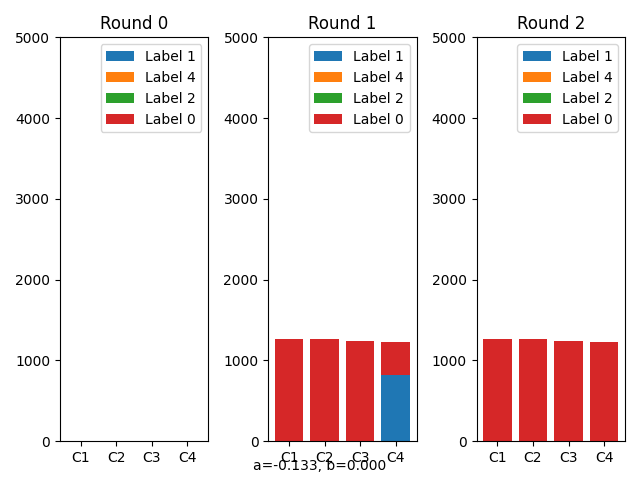 Round 0
Round 1
Round 2
5000
4000
3000
2000
1000
0
Label 1
Label 4
Label 2
Label 0
C1 C2 C3 C4
5000
4000
3000
2000
1000
0
Label 1
Label 4
Label 2
Label 0
C1 C2 C3 C4
5000
4000
3000
2000
1000
0
Label 1
Label 4
Label 2
Label 0
C1 C2 C3 C4
a=-0.133, b=0.000